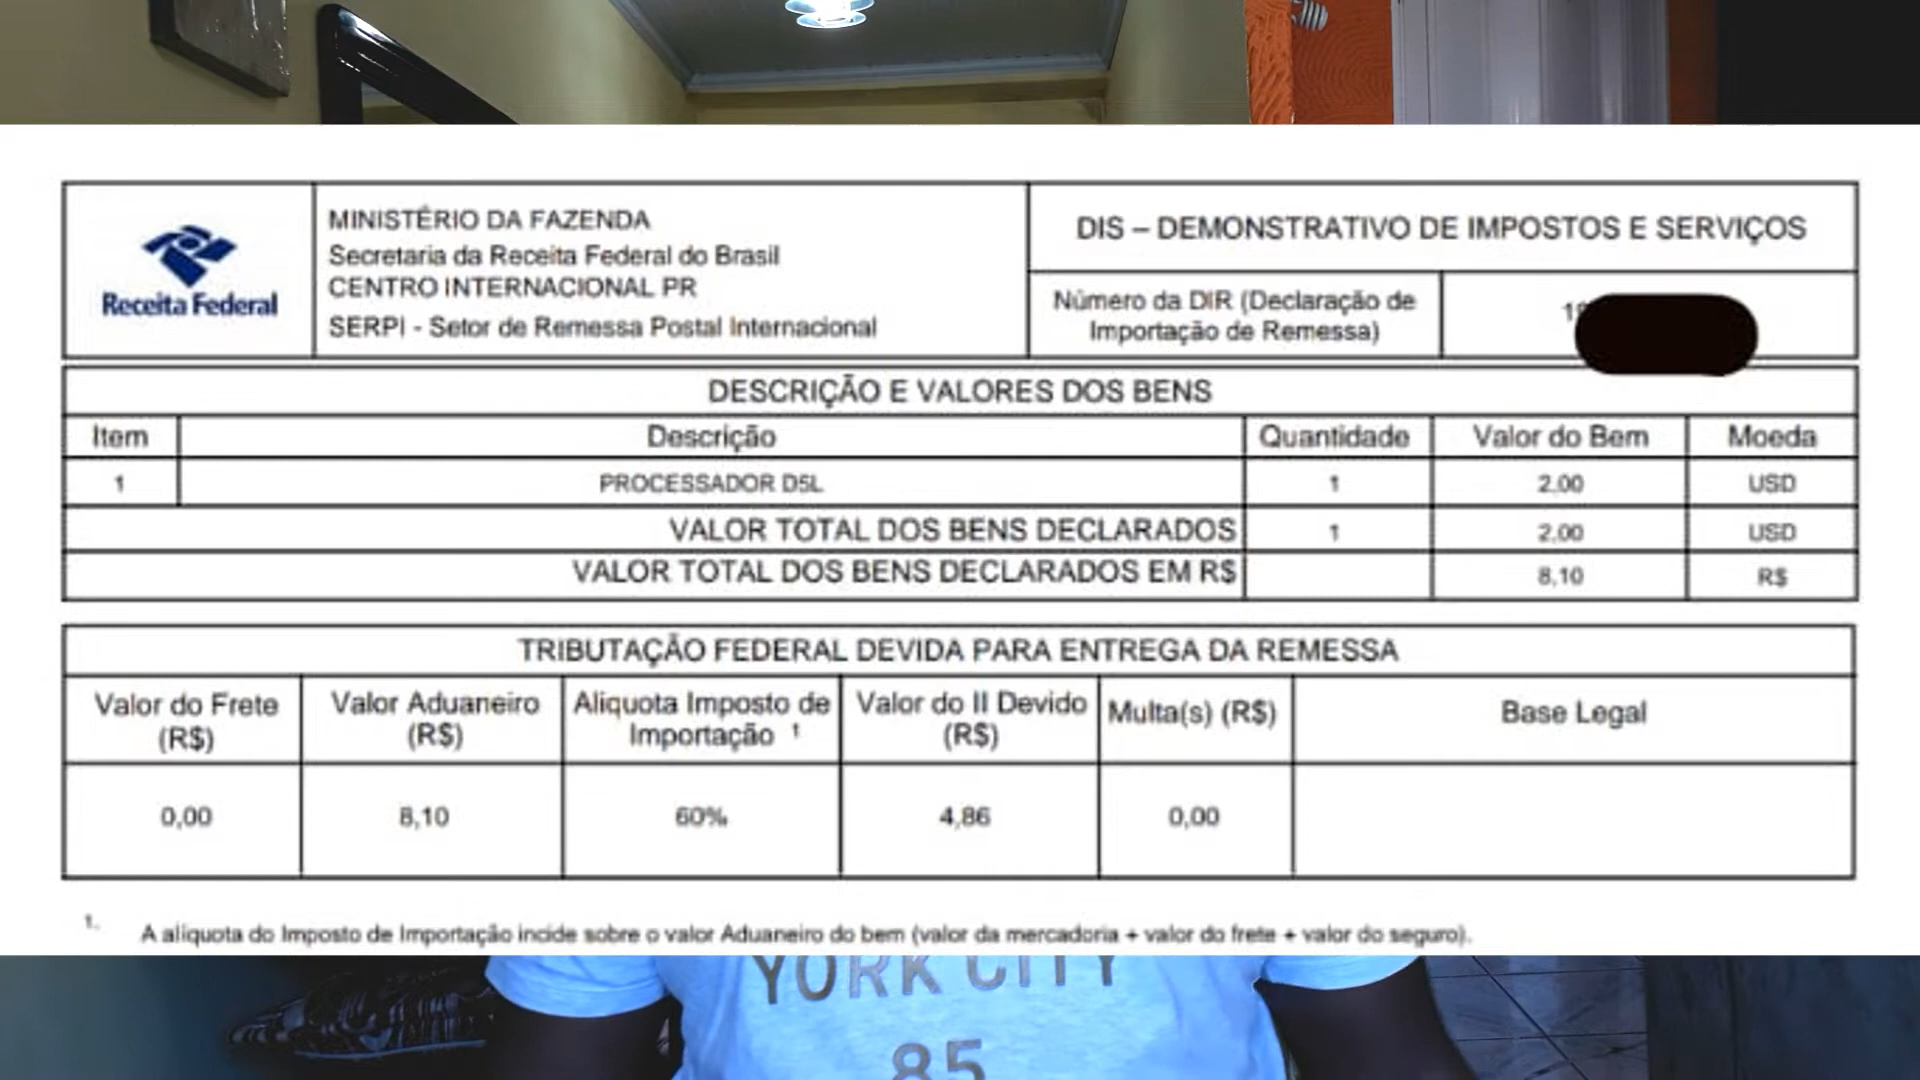 Receita Federal
MINISTÉRIO DA FAZENDA
Secretaria da Receita Federal do Brasil
CENTRO INTERNACIONAL PR
SERPI - Setor de Remessa Postal Internacional
DIS – DEMONSTRATIVO DE IMPOSTOS E SERVIÇOS
Número da DIR (Declaração de
Importação de Remessa)
DESCRIÇÃO E VALORES DOS BENS
Item Descrição Quantidade Valor do Bem Moeda
1 PROCESSADOR D5L 1 2,00 USD
VALOR TOTAL DOS BENS DECLARADOS 1 2,00 USD
VALOR TOTAL DOS BENS DECLARADOS EM R$ 8,10 R$
TRIBUTAÇÃO FEDERAL DEVIDA PARA ENTREGA DA REMESSA
Valor do Frete
(R$)
Valor Aduaneiro
(R$)
Alíquota Imposto de
Importação 1
Valor do II Devido
(R$)
Multa(s) (R$)
Base Legal
0,00 8,10 60% 4,86 0,00
1. A alíquota do Imposto de Importação incide sobre o valor Aduaneiro do bem (valor da mercadoria + valor do frete + valor do seguro).
YORK CITY
85